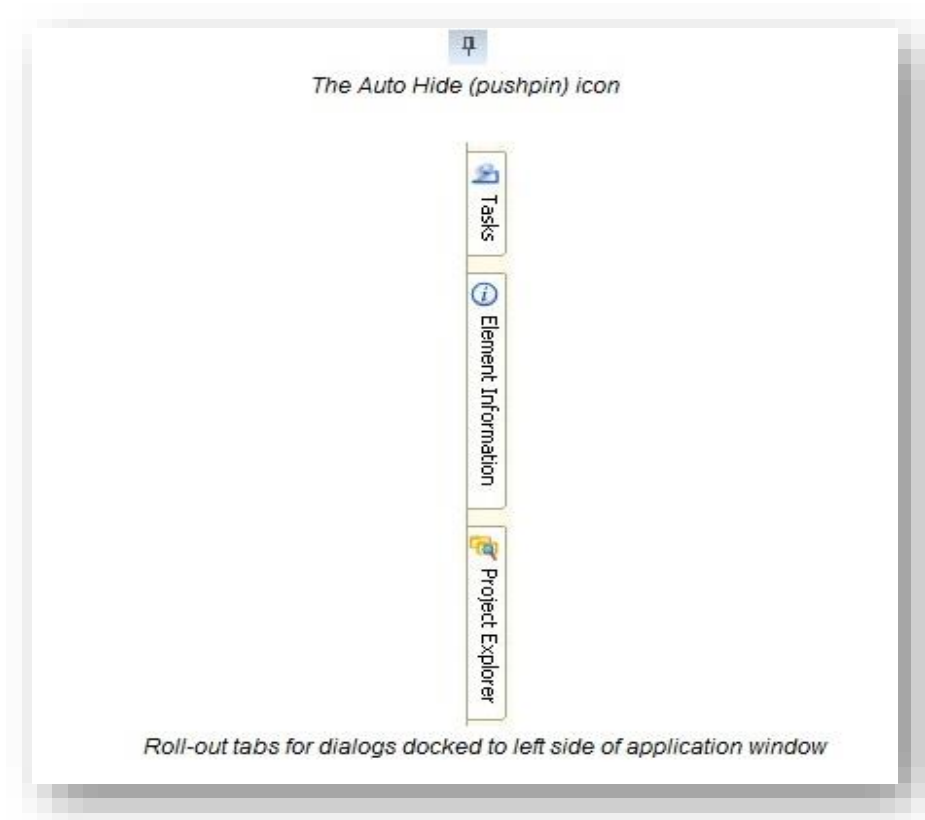 The Auto Hide (pushpin) icon
Tasks
Element Information
Project Explorer
Roll-out tabs for dialogs docked to left side of application window